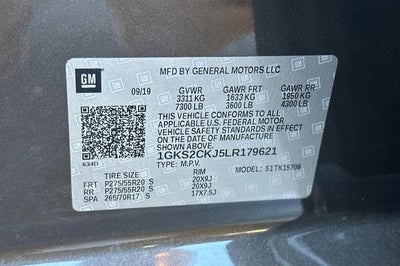 GM
MFD BY GENERAL MOTORS LLC
09/19 GVWR GAWR FRT GAWR RR
3311 KG 1633 KG 1950 KG
7300 LB 3600 LB 4300 LB
THIS VEHICLE CONFORMS TO ALL APPLICABLE
U.S. FEDERAL MOTOR VEHICLE SAFETY
STANDARDS IN EFFECT ON THE DATE OF
MANUFACTURE SHOWN ABOVE.
1GKS2CKJ5LR179621
634D TYPE: M.P.V. MODEL: 51TK15706
TIRE SIZE RIM
FRT P275/55R20 S 20X9J
RR P275/55R20 S 20X9J
SPA 265/70R17 S 17X7.5J